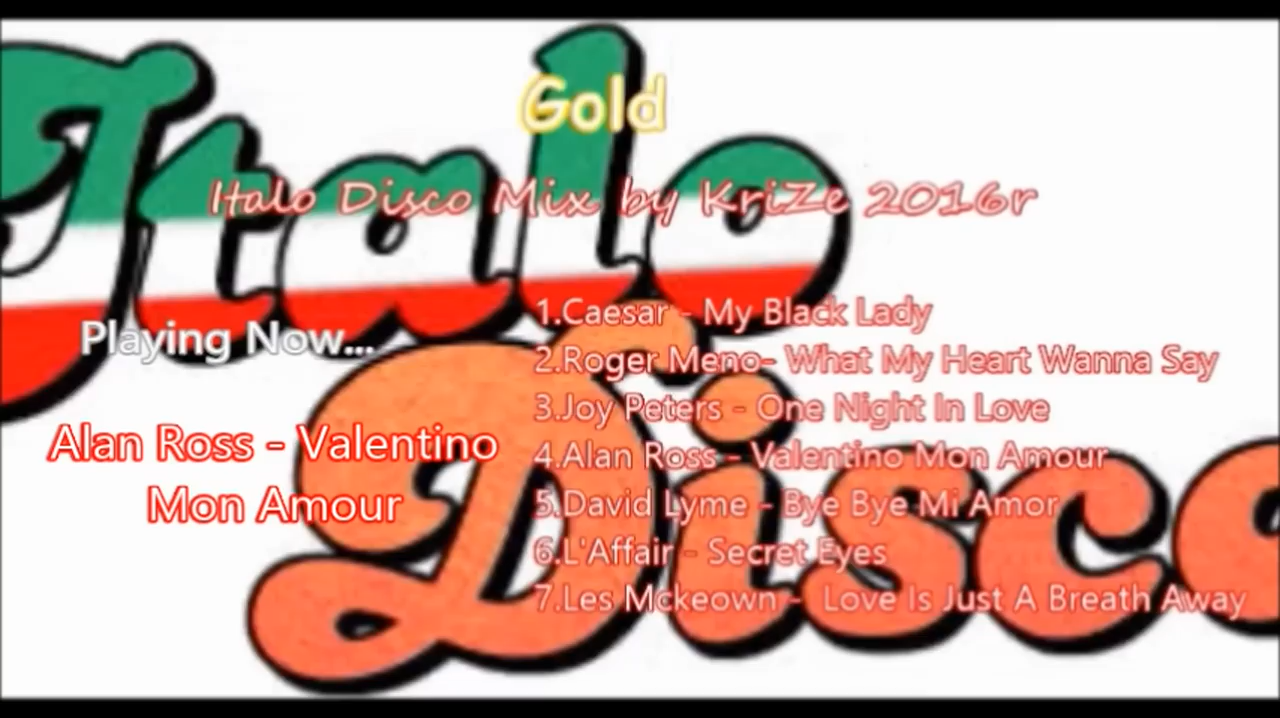 Italo
Disco
Gold
Italo Disco Mix by KriZe 2016r
Playing Now...
Alan Ross - Valentino
Mon Amour
1.Caesar - My Black Lady
2.Roger Meno- What My Heart Wanna Say
3.Joy Peters - One Night In Love
4.Alan Ross - Valentino Mon Amour
5.David Lyme - Bye Bye Mi Amor
6.L'Affair - Secret Eyes
7.Les Mckeown - Love Is Just A Breath Away